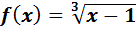 f(x) = ∛(x − 1)